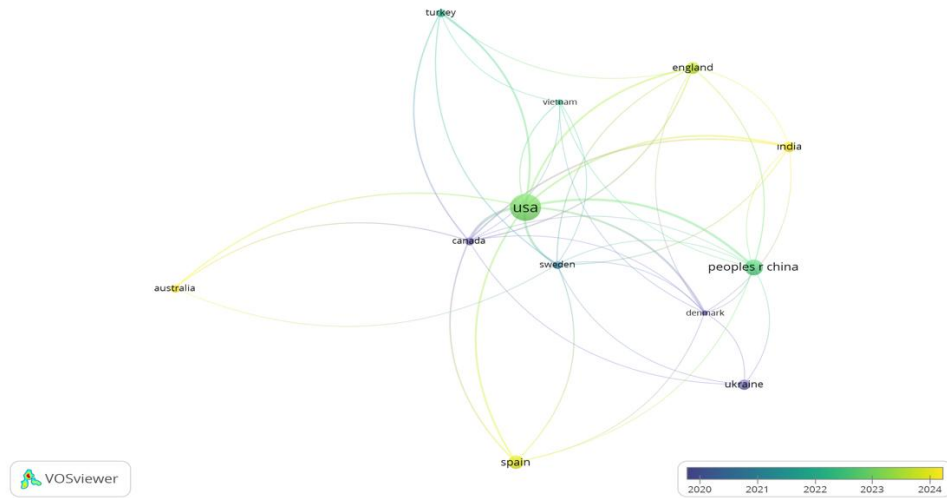 turkey
england
vietnam
india
usa
canada
sweden
peoples r china
australia
denmark
ukraine
spain
VOSviewer
2020 2021 2022 2023 2024